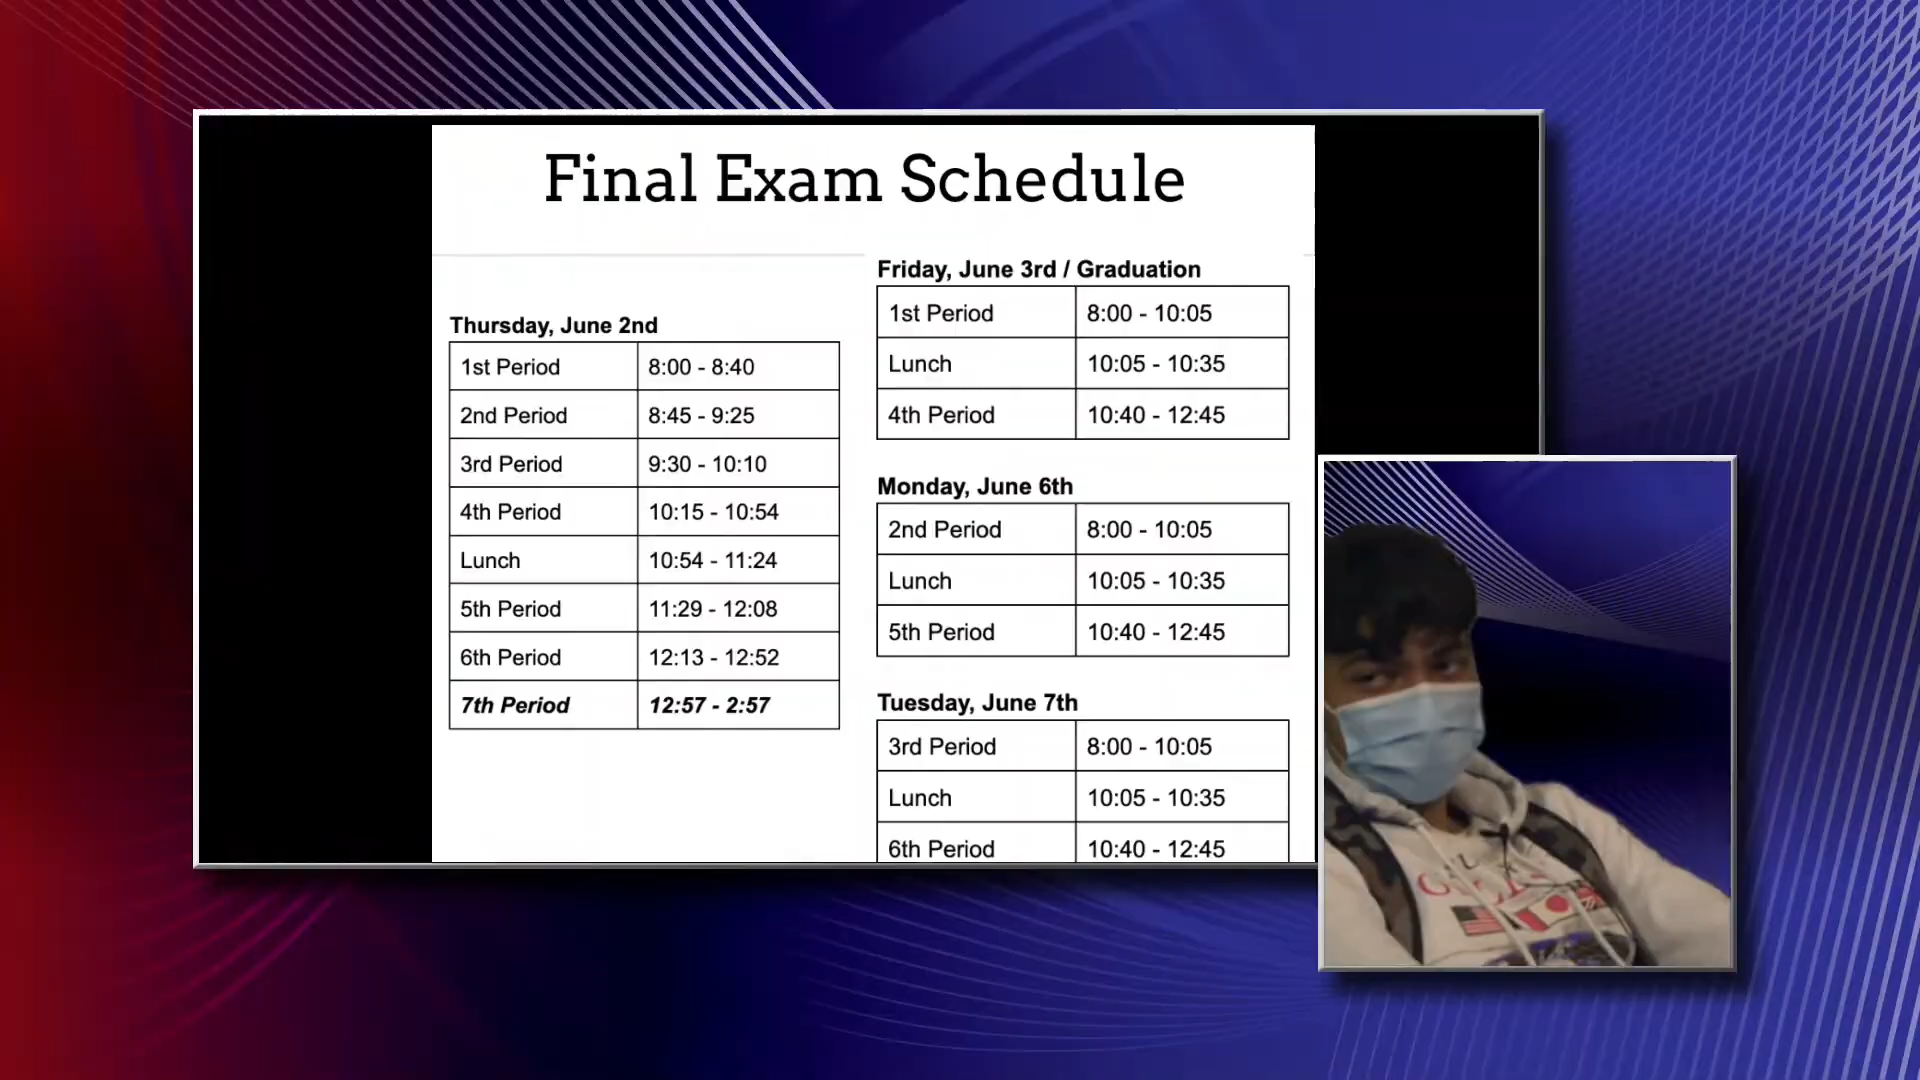 Final Exam Schedule
Thursday, June 2nd
1st Period 8:00 - 8:40
2nd Period 8:45 - 9:25
3rd Period 9:30 - 10:10
4th Period 10:15 - 10:54
Lunch 10:54 - 11:24
5th Period 11:29 - 12:08
6th Period 12:13 - 12:52
7th Period 12:57 - 2:57
Friday, June 3rd / Graduation
1st Period 8:00 - 10:05
Lunch 10:05 - 10:35
4th Period 10:40 - 12:45
Monday, June 6th
2nd Period 8:00 - 10:05
Lunch 10:05 - 10:35
5th Period 10:40 - 12:45
Tuesday, June 7th
3rd Period 8:00 - 10:05
Lunch 10:05 - 10:35
6th Period 10:40 - 12:45